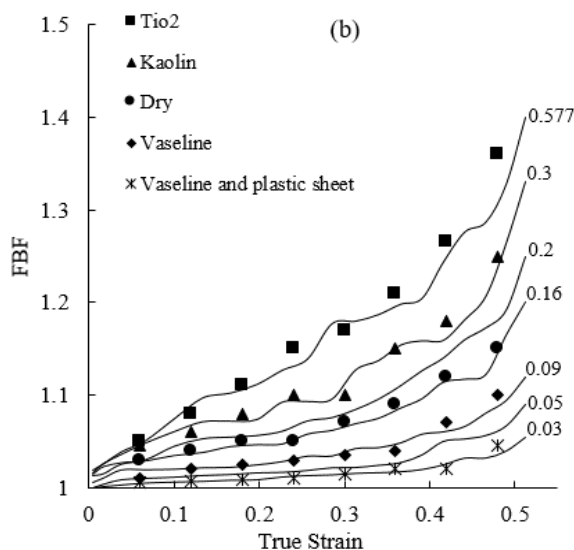 1.5
(b)
Tio2
Kaolin
Dry
Vaseline
Vaseline and plastic sheet
1.4
1.3
1.2
1.1
1
FBF
0.577
0.3
0.2
0.16
0.09
0.05
0.03
0
0.1
0.2
0.3
0.4
0.5
True Strain